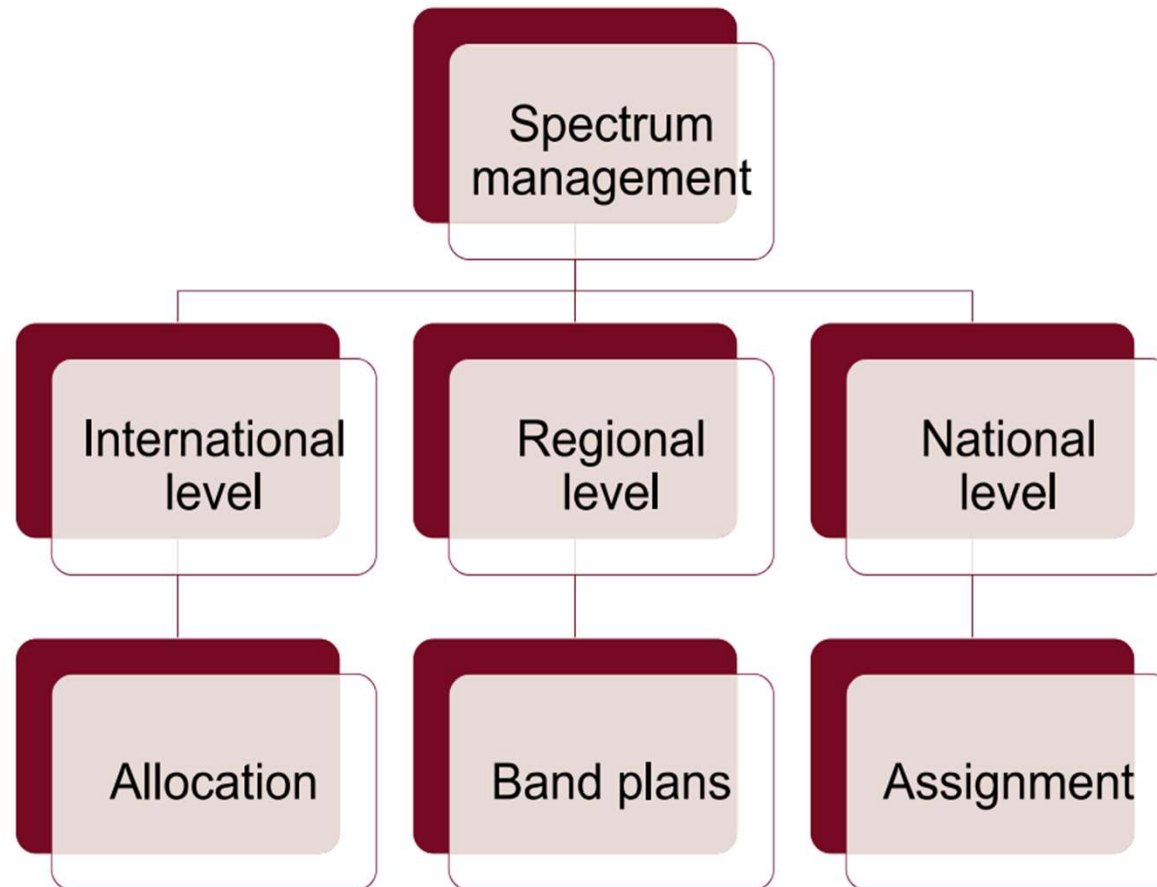 Spectrum
management
International
level
Regional
level
National
level
Allocation
Band plans
Assignment